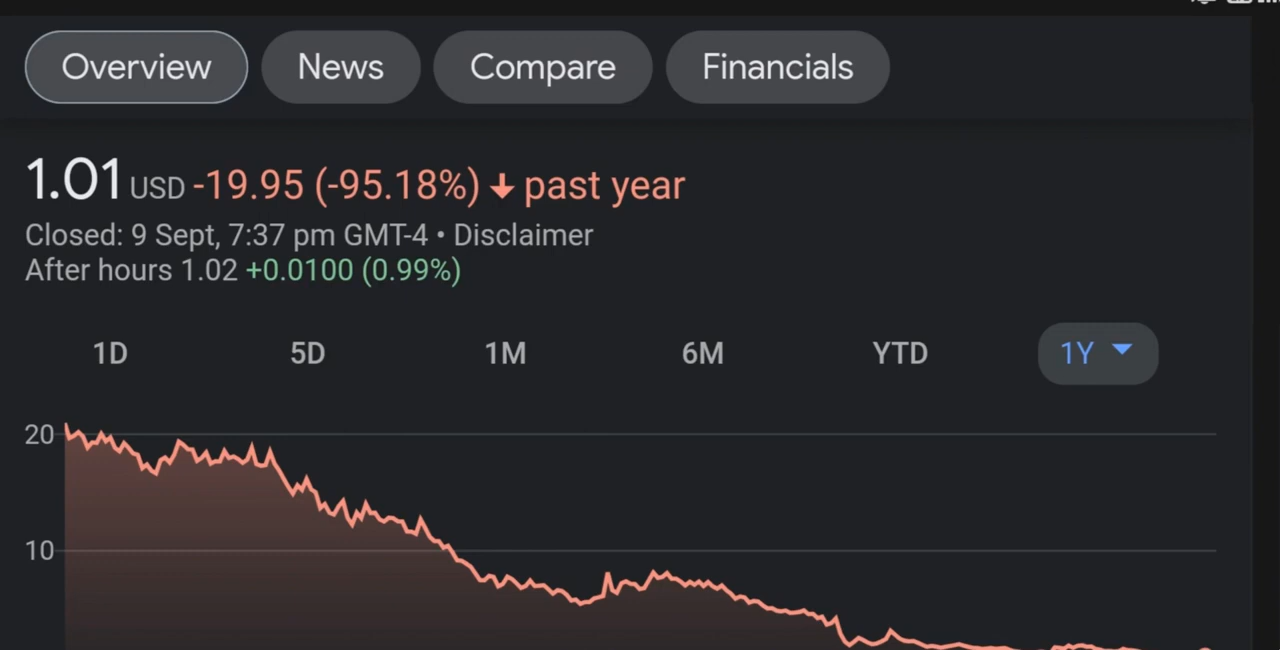 Overview News Compare Financials
1.01 USD -19.95 (-95.18%) ↓ past year
Closed: 9 Sept, 7:37 pm GMT-4 • Disclaimer
After hours 1.02 +0.0100 (0.99%)
1D 5D 1M 6M YTD 1Y
20
10